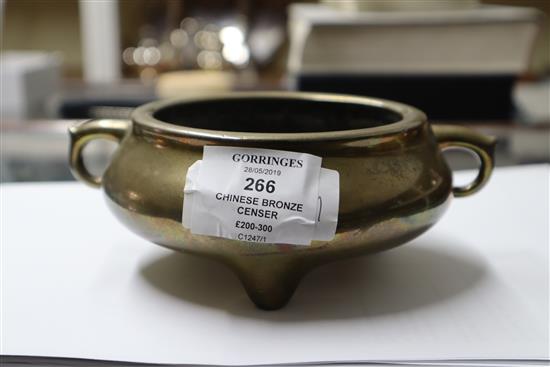 GORRINGES
28/05/2019
266
CHINESE BRONZE
CENSER
£200-300
C1247/1